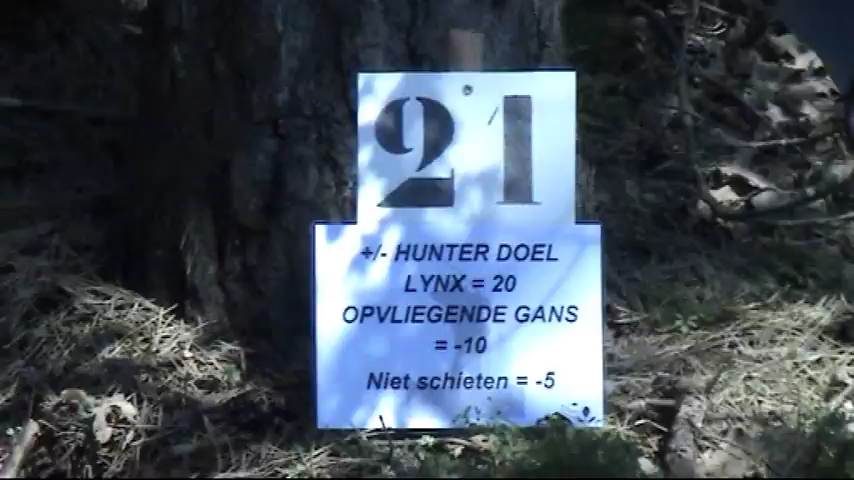 21
+/- HUNTER DOEL
LYNX = 20
OPVLIEGENDE GANS
= -10
Niet schieten = -5